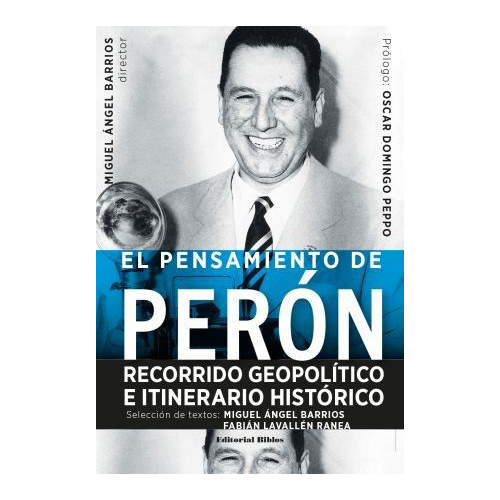 MIGUEL ÁNGEL BARRIOS
director
Prólogo: OSCAR DOMINGO PEPPO
EL PENSAMIENTO DE
PERÓN
RECORRIDO GEOPOLÍTICO
E ITINERARIO HISTÓRICO
Selección de textos: MIGUEL ÁNGEL BARRIOS
FABIÁN LAVALLÉN RANEA
Editorial Biblos